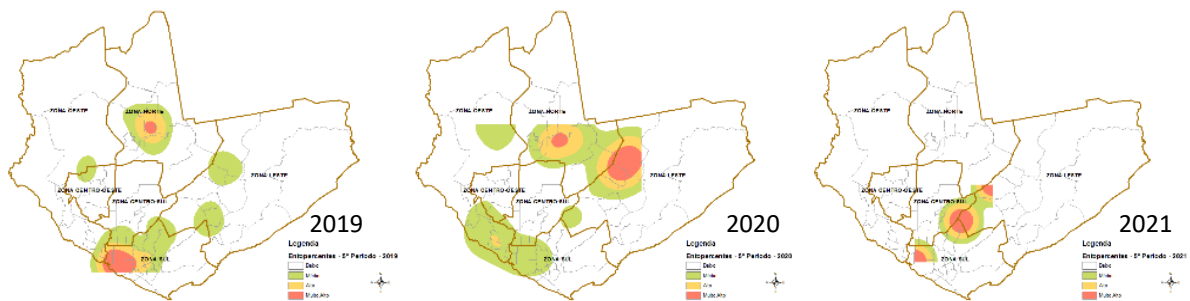 ZONA OESTE
ZONA NORTE
ZONA LESTE
ZONA CENTRO-OESTE
ZONA CENTRO-SUL
ZONA SUL
2019
Legenda
Entoparcentes - 5º Período - 2019
Baixo
Médio
Alto
Muito Alto
ZONA OESTE
ZONA NORTE
ZONA LESTE
ZONA CENTRO-OESTE
ZONA CENTRO-SUL
ZONA SUL
2020
Legenda
Entoparcentes - 5º Período - 2020
Baixo
Médio
Alto
Muito Alto
ZONA OESTE
ZONA NORTE
ZONA LESTE
ZONA CENTRO-OESTE
ZONA CENTRO-SUL
ZONA SUL
2021
Legenda
Entoparcentes - 5º Período - 2021
Baixo
Médio
Alto
Muito Alto